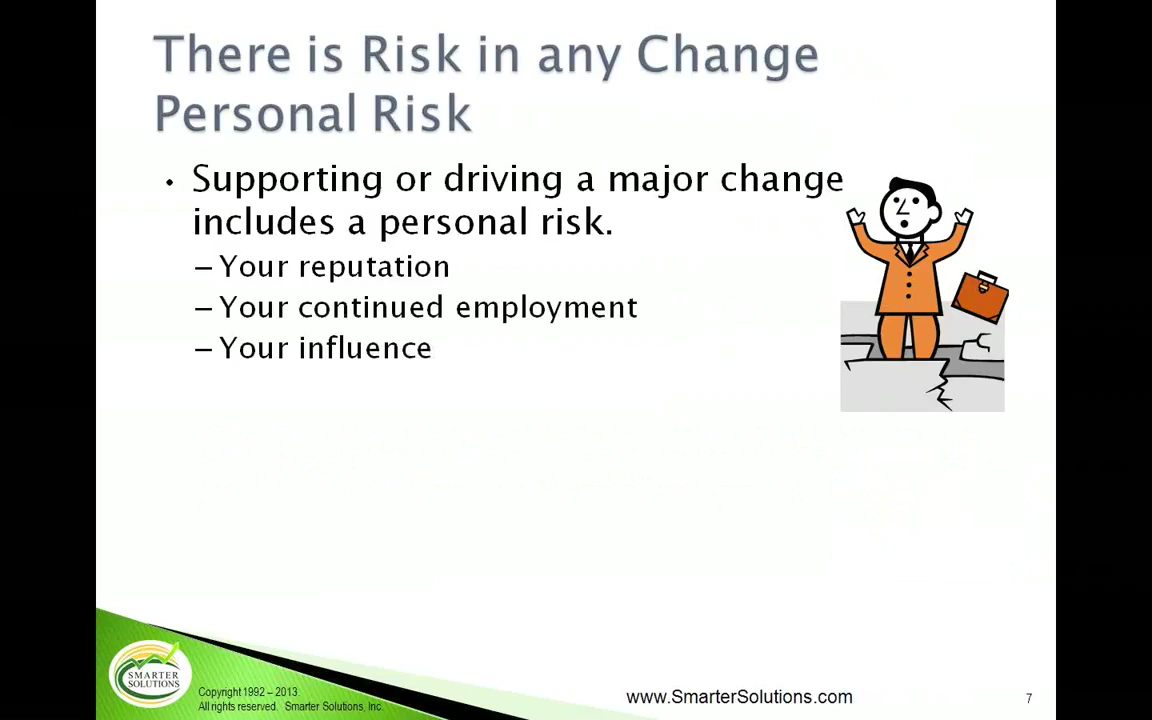 There is Risk in any Change
Personal Risk
• Supporting or driving a major change
includes a personal risk.
– Your reputation
– Your continued employment
– Your influence
SMARTER
SOLUTIONS
Copyright 1992 – 2013.
All rights reserved. Smarter Solutions, Inc.
www.SmarterSolutions.com
7